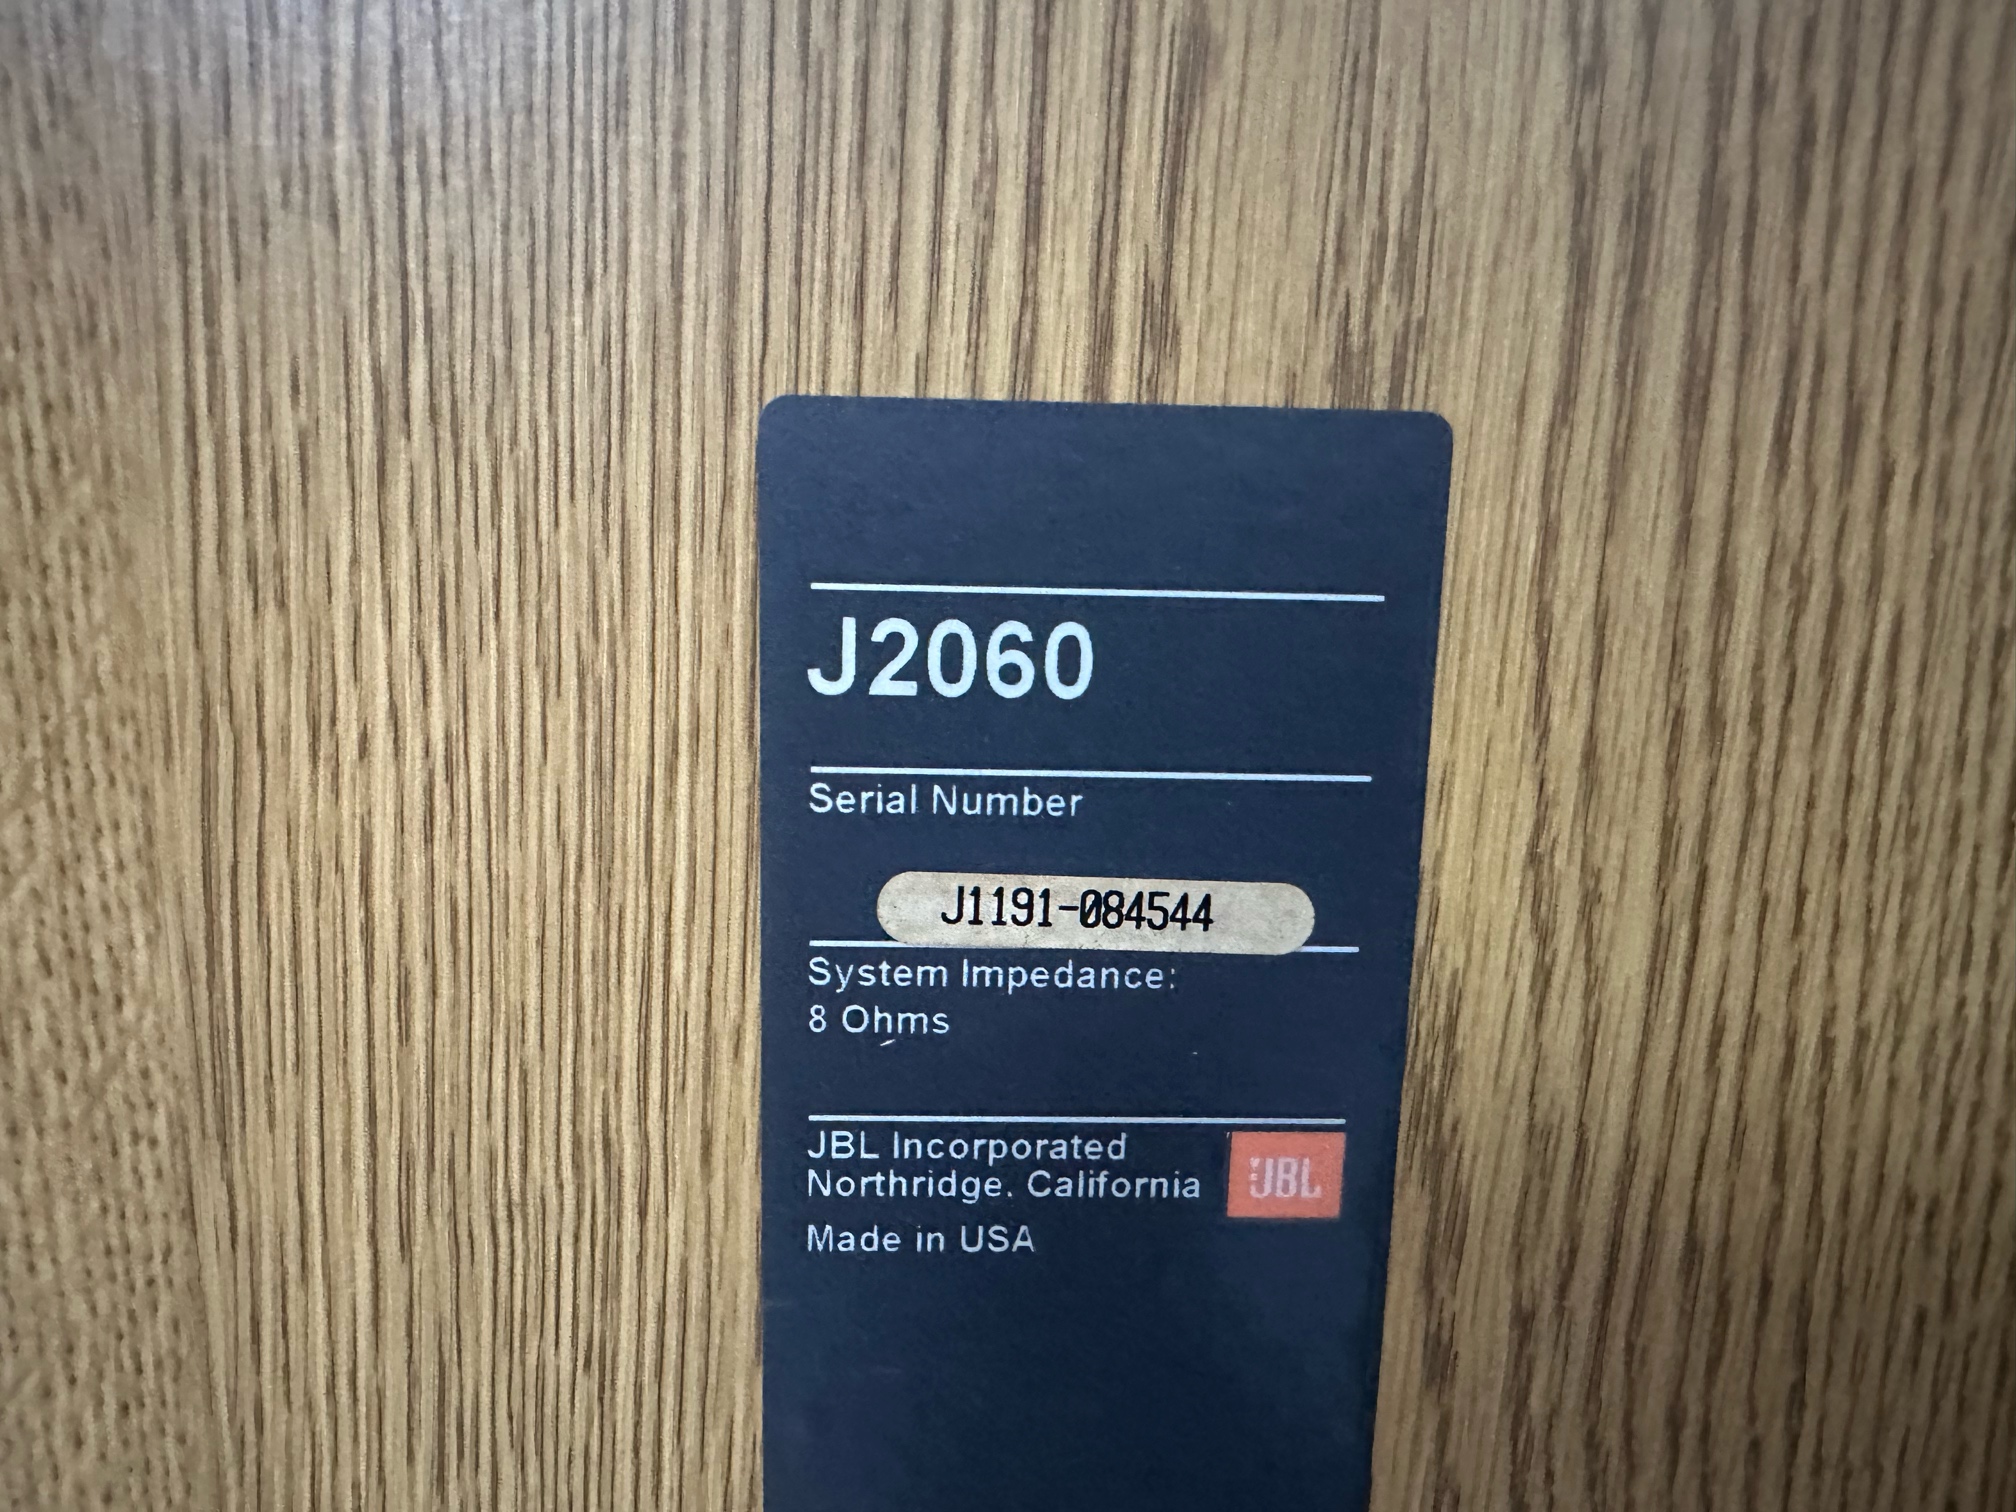 J2060
Serial Number
J1191-084544
System Impedance:
8 Ohms
JBL Incorporated
Northridge, California
JBL
Made in USA